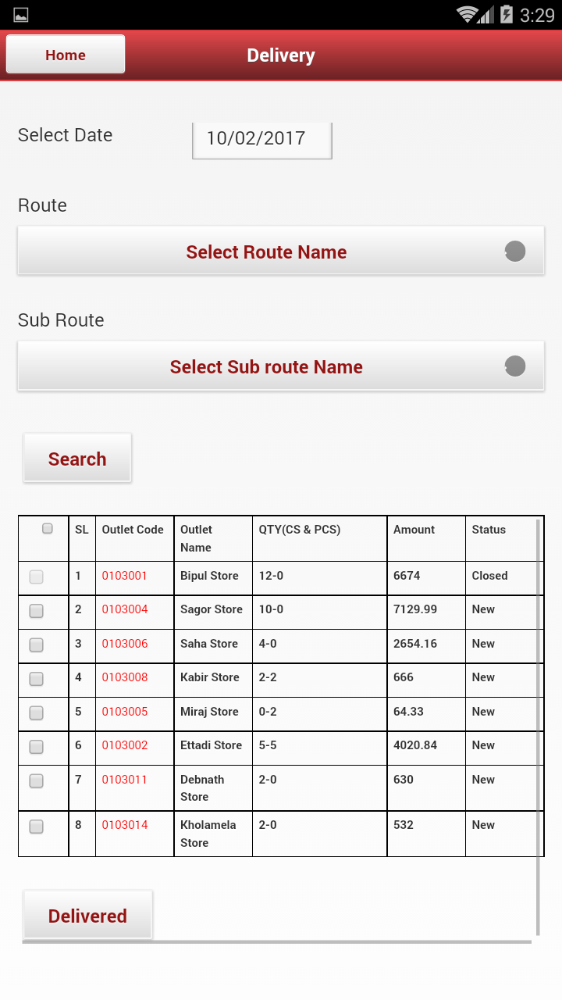 3:29
Home
Delivery
Select Date
10/02/2017
Route
Select Route Name
Sub Route
Select Sub route Name
Search
SL Outlet Code Outlet Name QTY(CS & PCS) Amount Status
1 0103001 Bipul Store 12-0 6674 Closed
2 0103004 Sagor Store 10-0 7129.99 New
3 0103006 Saha Store 4-0 2654.16 New
4 0103008 Kabir Store 2-2 666 New
5 0103005 Miraj Store 0-2 64.33 New
6 0103002 Ettadi Store 5-5 4020.84 New
7 0103011 Debnath Store 2-0 630 New
8 0103014 Kholamela Store 2-0 532 New
Delivered